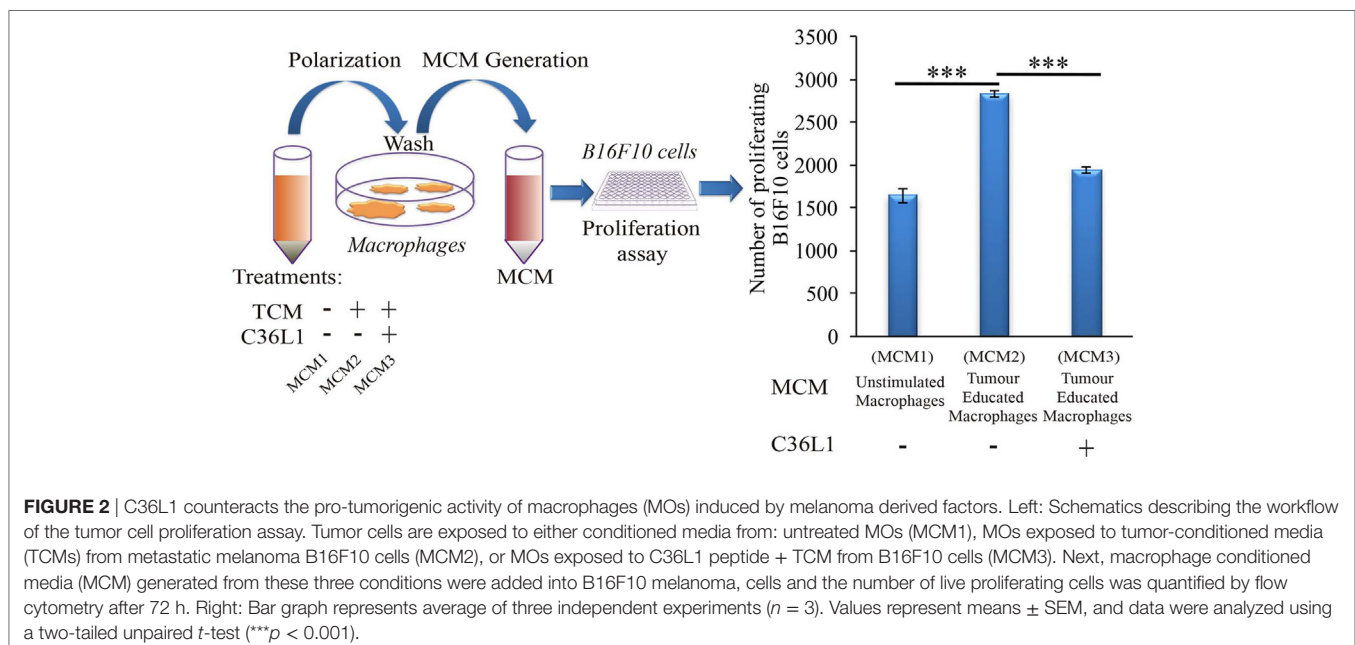 Polarization
MCM Generation
Wash
Macrophages
B16F10 cells
Proliferation
assay
Treatments:
MCM
TCM - + +
C36L1 - - +
MCM1
MCM2
MCM3
Number of proliferating
B16F10 cells
3500
3000
2500
2000
1500
1000
500
0
***
***
(MCM1) (MCM2) (MCM3)
MCM
Unstimulated
Macrophages
Tumour
Educated
Macrophages
Tumour
Educated
Macrophages
C36L1 - - +
FIGURE 2 | C36L1 counteracts the pro-tumorigenic activity of macrophages (MOs) induced by melanoma derived factors. Left: Schematics describing the workflow
of the tumor cell proliferation assay. Tumor cells are exposed to either conditioned media from: untreated MOs (MCM1), MOs exposed to tumor-conditioned media
(TCMs) from metastatic melanoma B16F10 cells (MCM2), or MOs exposed to C36L1 peptide + TCM from B16F10 cells (MCM3). Next, macrophage conditioned
media (MCM) generated from these three conditions were added into B16F10 melanoma, cells and the number of live proliferating cells was quantified by flow
cytometry after 72 h. Right: Bar graph represents average of three independent experiments (n = 3). Values represent means ± SEM, and data were analyzed using
a two-tailed unpaired t-test (***p < 0.001).